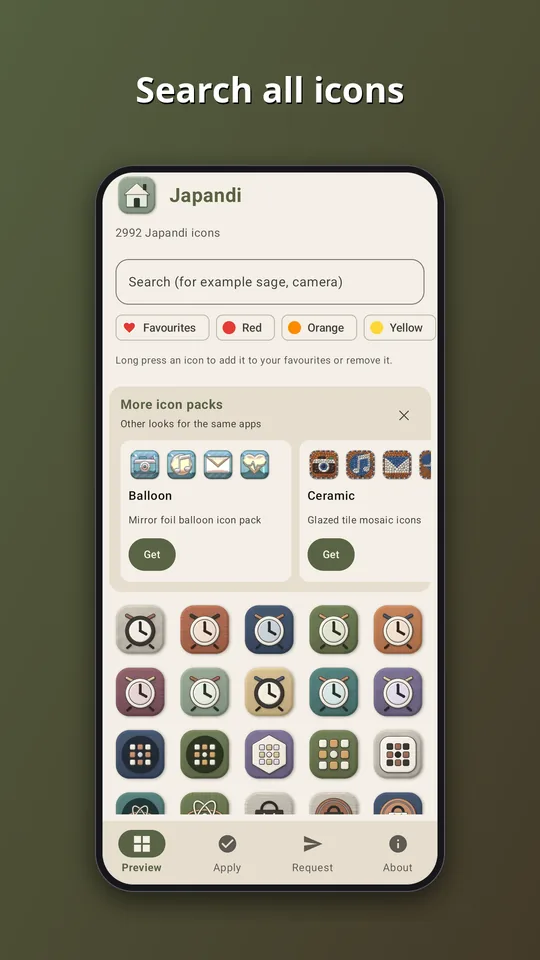 Search all icons
Japandi
2992 Japandi icons
Search (for example sage, camera)
Favourites
Red
Orange
Yellow
Long press an icon to add it to your favourites or remove it.
More icon packs
Other looks for the same apps
Balloon
Mirror foil balloon icon pack
Get
Ceramic
Glazed tile mosaic icons
Get
Preview
Apply
Request
About